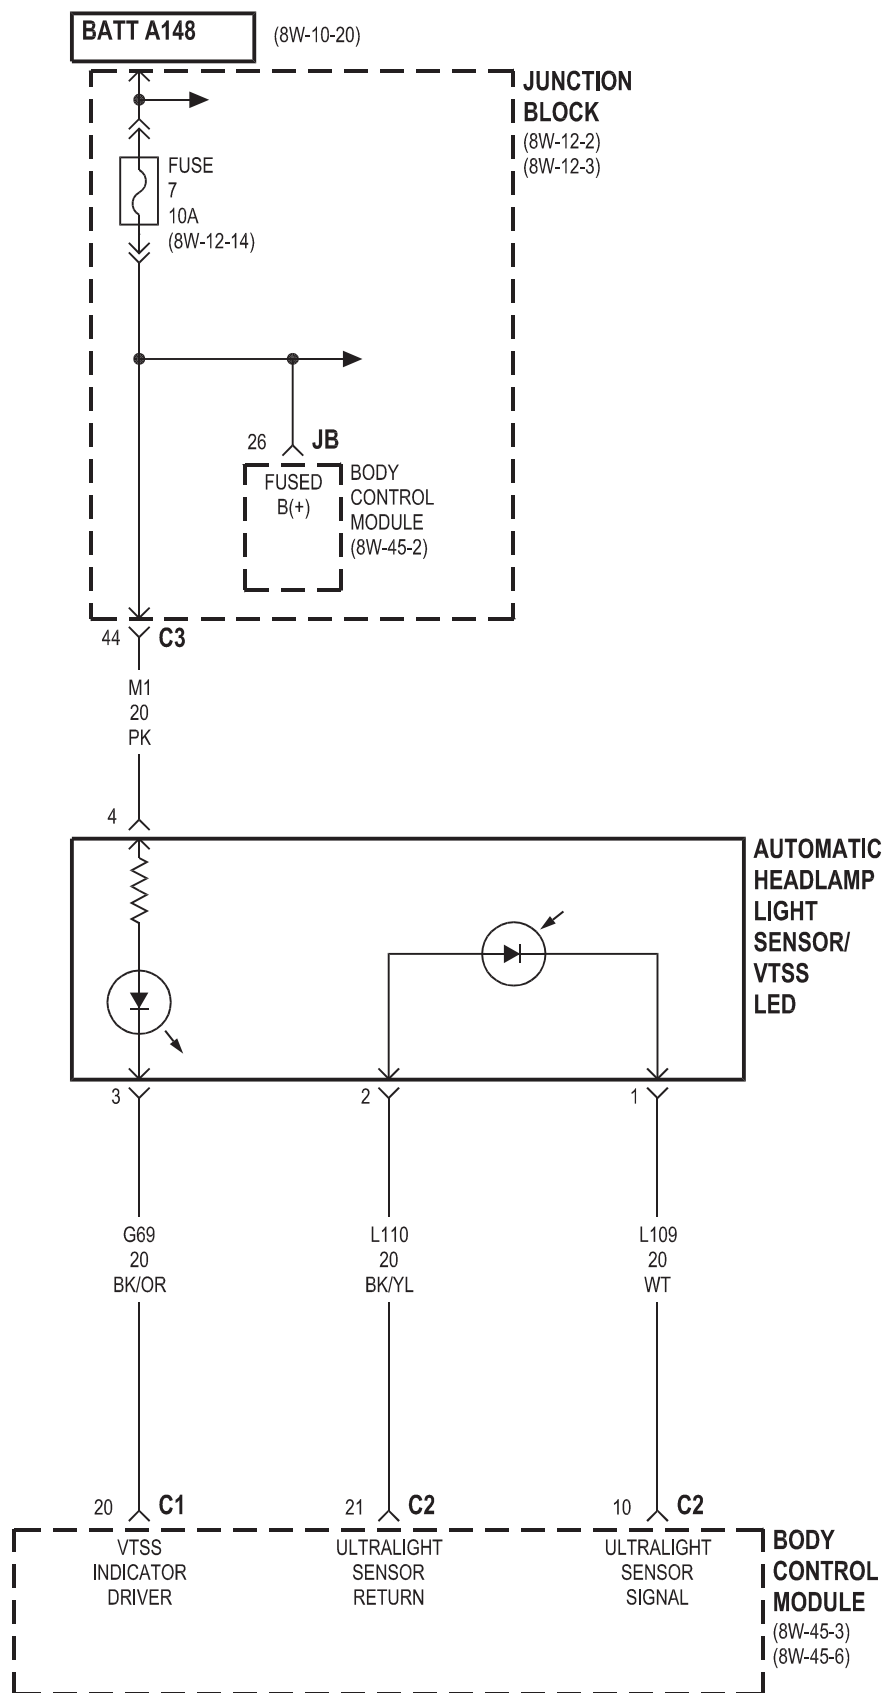 BATT A148
(8W-10-20)
JUNCTION
BLOCK
(8W-12-2)
(8W-12-3)
FUSE
7
10A
(8W-12-14)
26 JB
FUSED
B(+)
BODY
CONTROL
MODULE
(8W-45-2)
44 C3
M1
20
PK
4
AUTOMATIC
HEADLAMP
LIGHT
SENSOR/
VTSS
LED
3
2
1
G69
20
BK/OR
L110
20
BK/YL
L109
20
WT
20 C1
21 C2
10 C2
VTSS
INDICATOR
DRIVER
ULTRALIGHT
SENSOR
RETURN
ULTRALIGHT
SENSOR
SIGNAL
BODY
CONTROL
MODULE
(8W-45-3)
(8W-45-6)